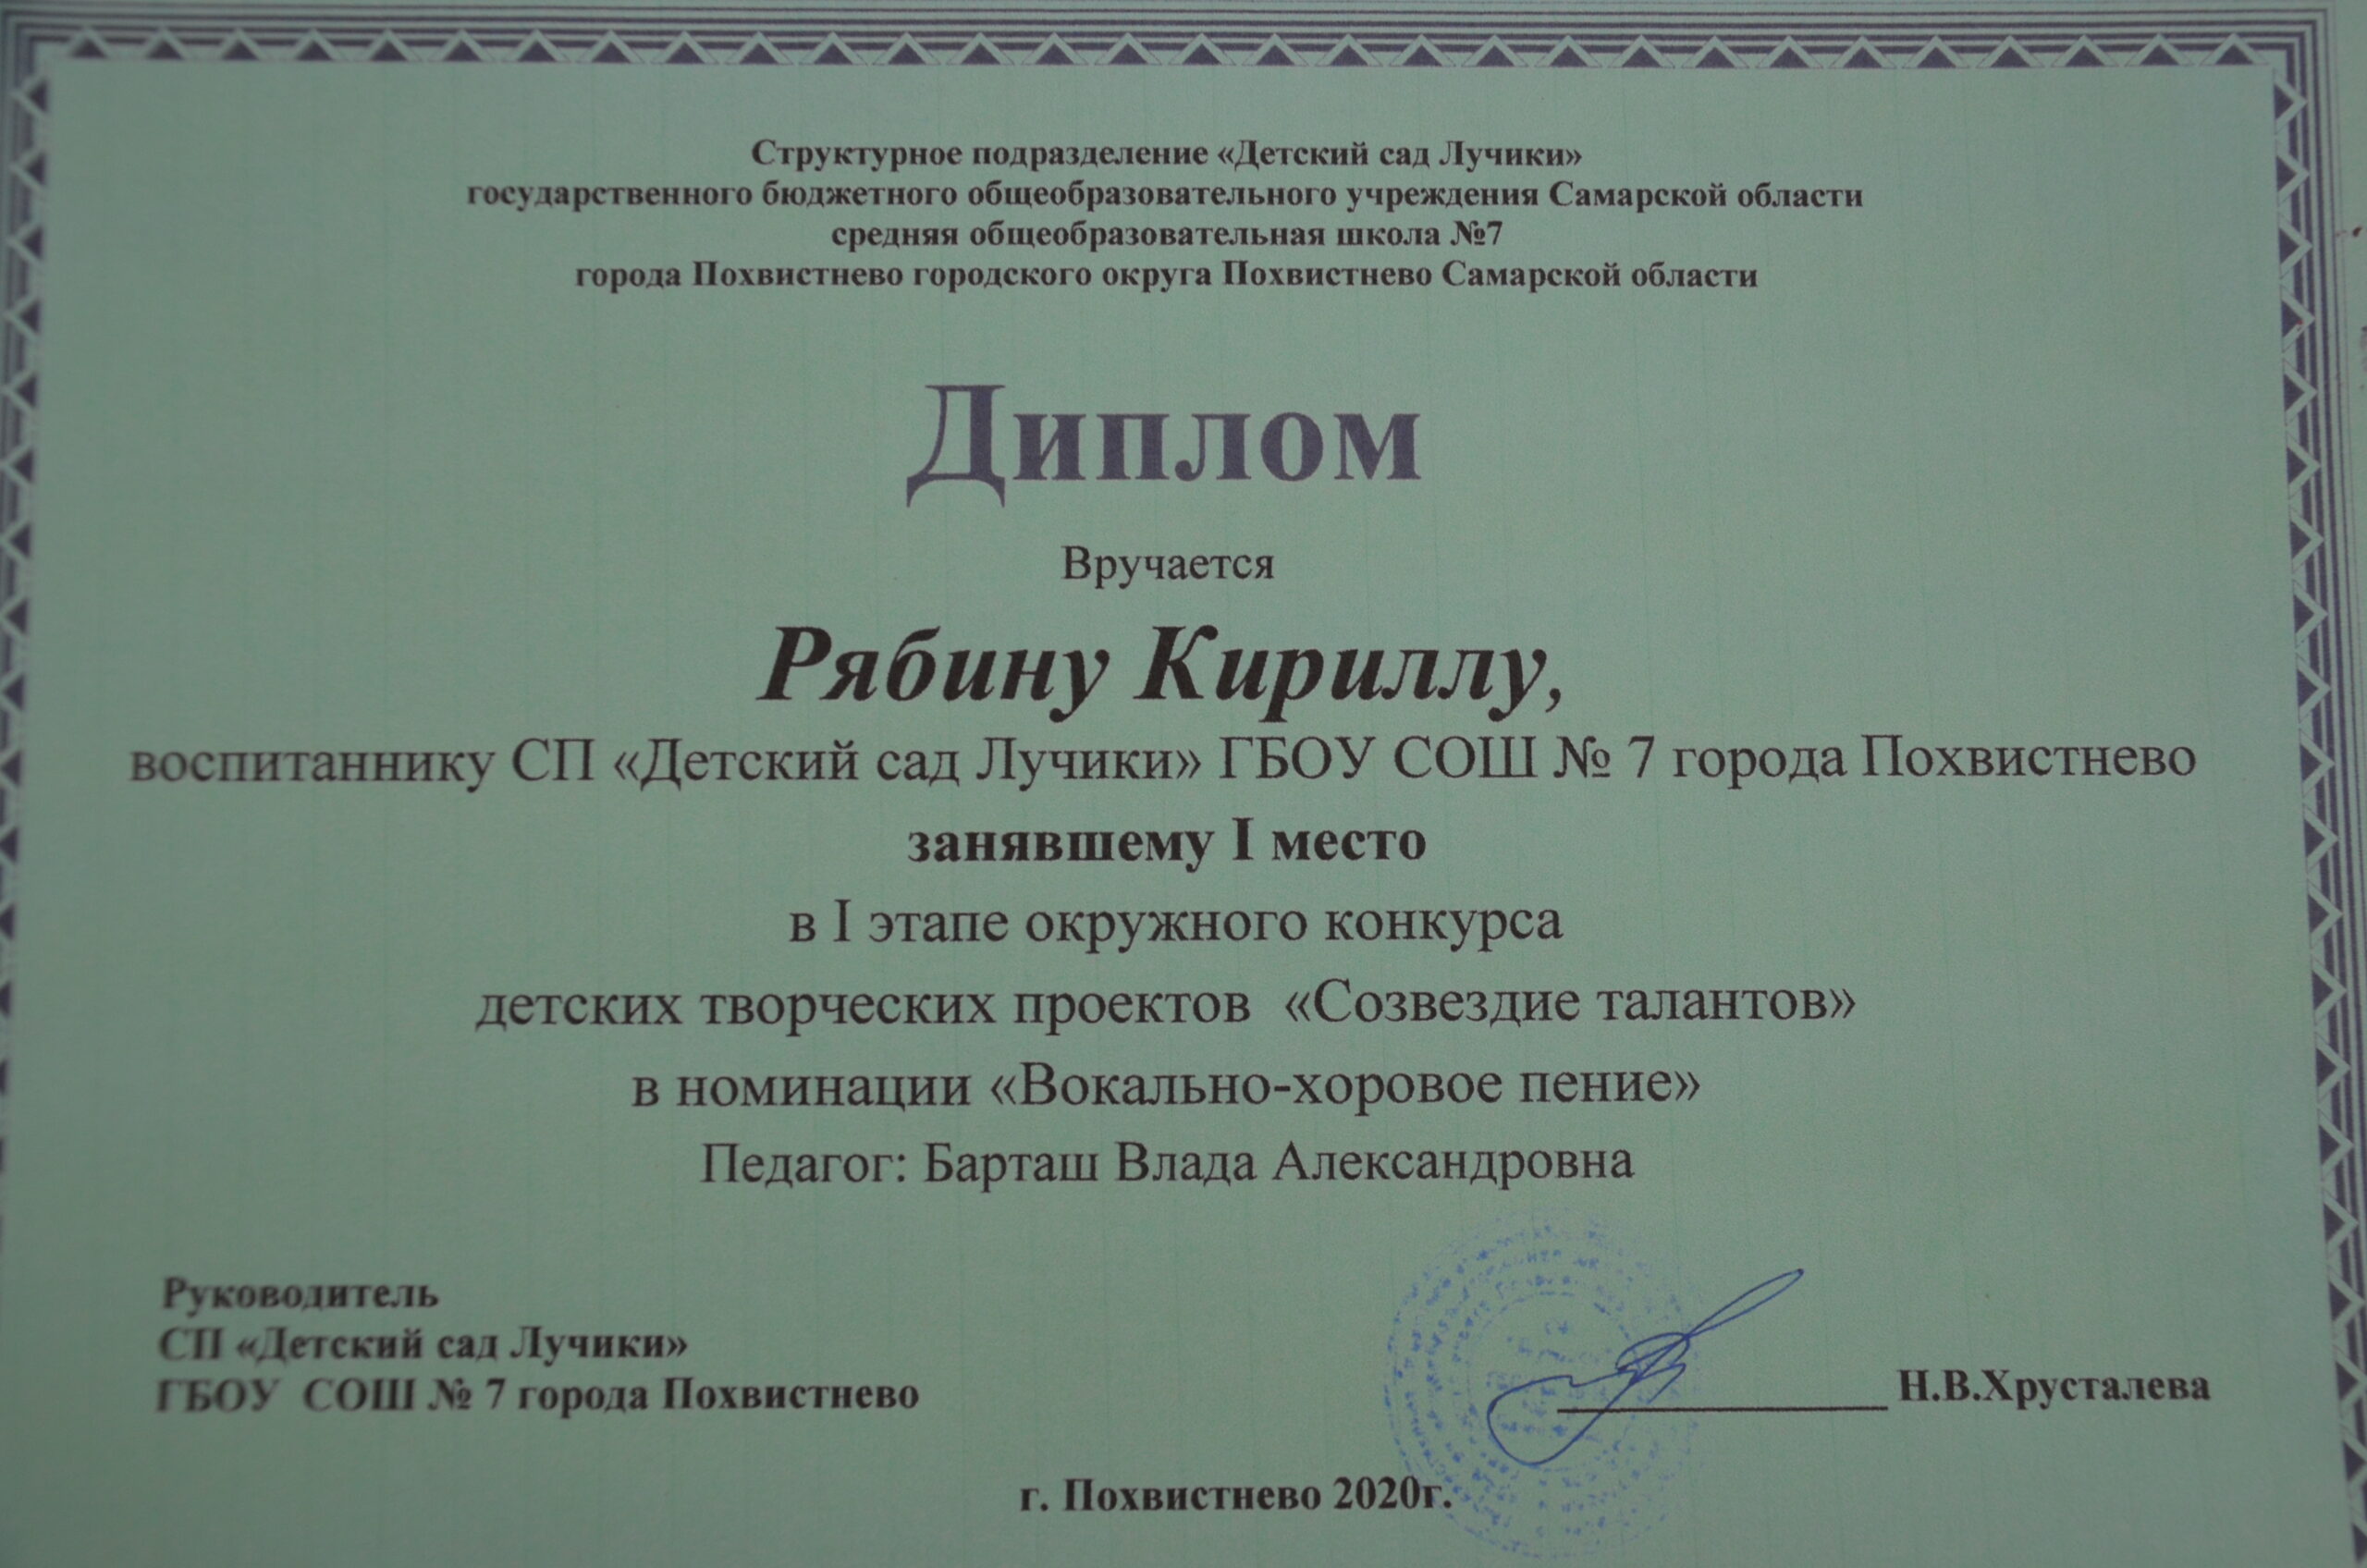 Структурное подразделение «Детский сад Лучики»
государственного бюджетного общеобразовательного учреждения Самарской области
средняя общеобразовательная школа №7
города Похвистнево городского округа Похвистнево Самарской области
Диплом
Вручается
Рябину Кириллу,
воспитаннику СП «Детский сад Лучики» ГБОУ СОШ № 7 города Похвистнево
занявшему I место
в I этапе окружного конкурса
детских творческих проектов «Созвездие талантов»
в номинации «Вокально-хоровое пение»
Педагог: Барташ Влада Александровна
Руководитель
СП «Детский сад Лучики»
ГБОУ СОШ № 7 города Похвистнево
Н.В.Хрусталева
г. Похвистнево 2020г.